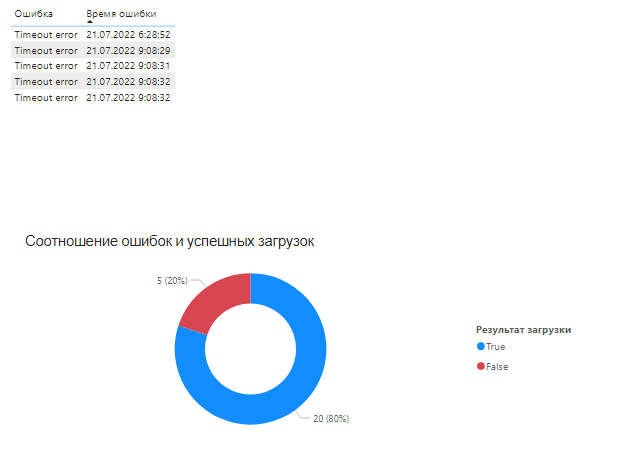 Ошибка Время ошибки
Timeout error 21.07.2022 6:28:52
Timeout error 21.07.2022 9:08:29
Timeout error 21.07.2022 9:08:31
Timeout error 21.07.2022 9:08:32
Timeout error 21.07.2022 9:08:32
Соотношение ошибок и успешных загрузок
5 (20%)
Результат загрузки
True
False
20 (80%)